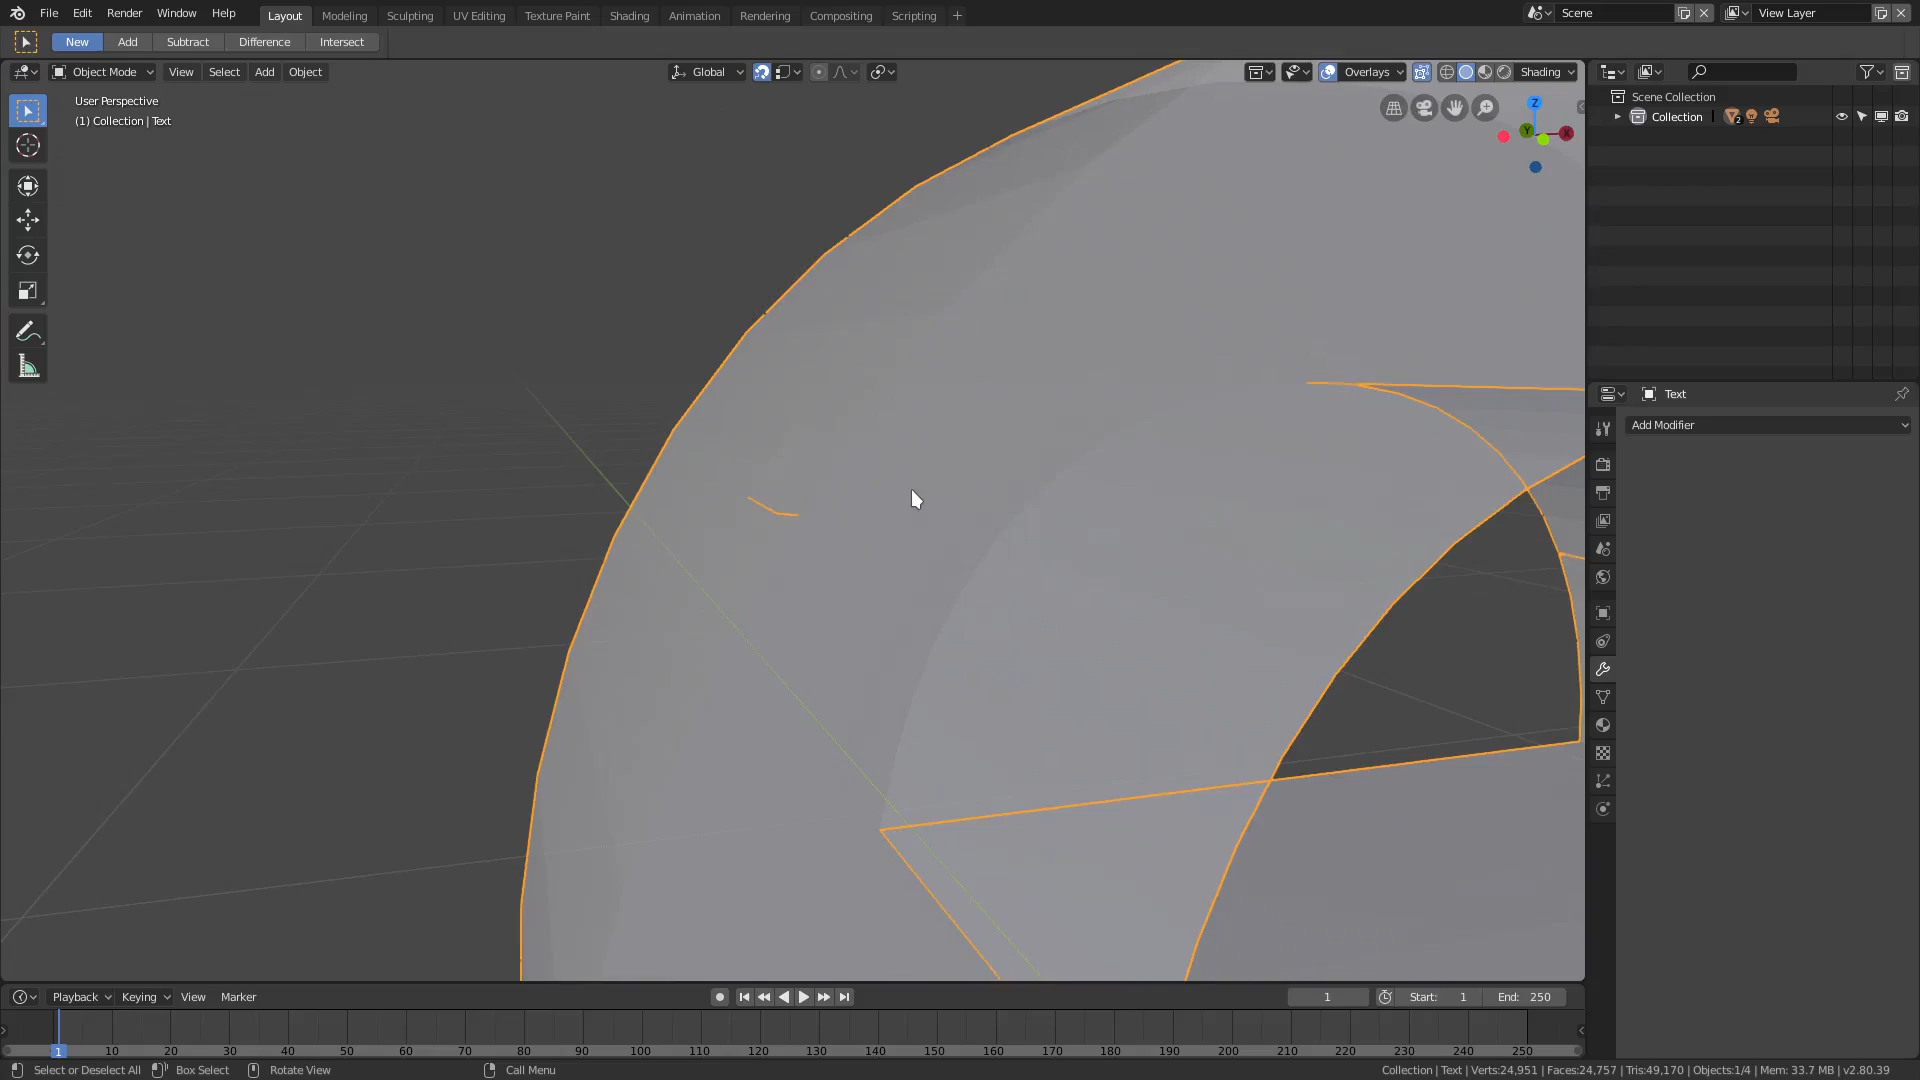 File Edit Render Window Help Layout Modeling Sculpting UV Editing Texture Paint Shading Animation Rendering Compositing Scripting + Scene View Layer
New Add Subtract Difference Intersect
Object Mode View Select Add Object Global Overlays Shading
User Perspective
(1) Collection | Text
Z
Y
X
Scene Collection
Collection
2
Text
Add Modifier
Playback Keying View Marker 1 Start: 1 End: 250
1 10 20 30 40 50 60 70 80 90 100 110 120 130 140 150 160 170 180 190 200 210 220 230 240 250
Select or Deselect All Box Select Rotate View Call Menu Collection | Text | Verts:24,951 | Faces:24,757 | Tris:49,170 | Objects:1/4 | Mem: 33.7 MB | v2.80.39